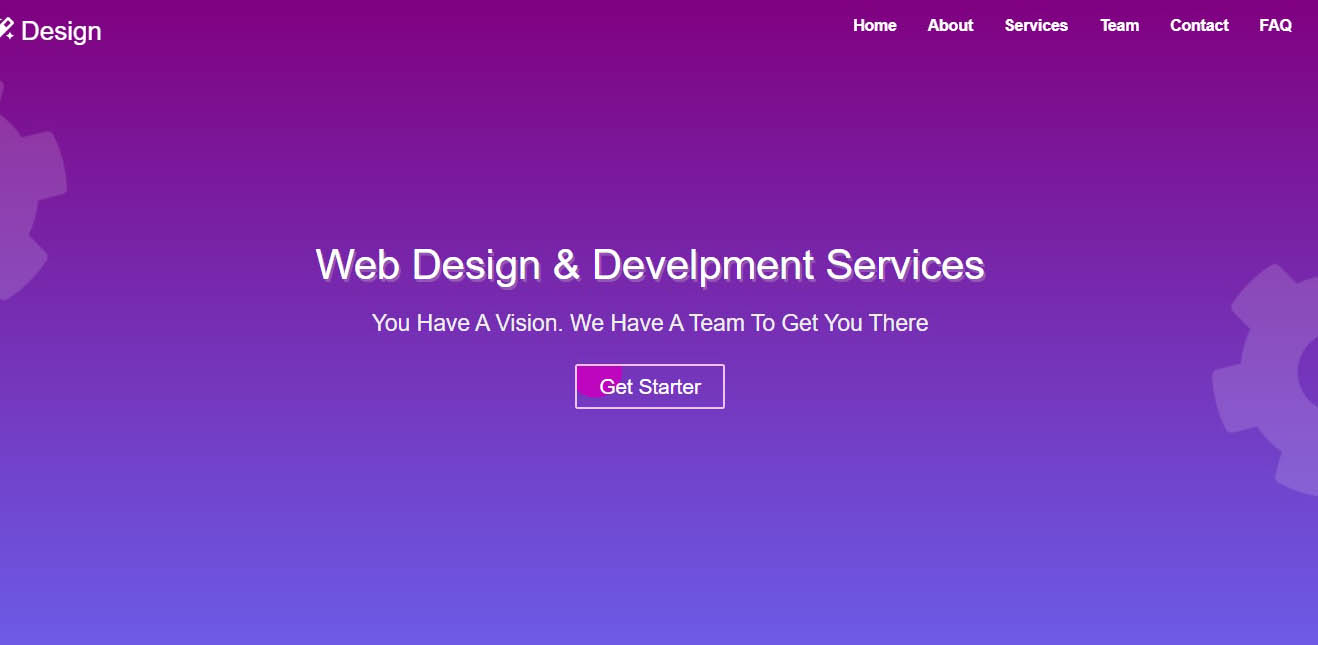 Design
Home About Services Team Contact FAQ
Web Design & Develpment Services
You Have A Vision. We Have A Team To Get You There
Get Starter